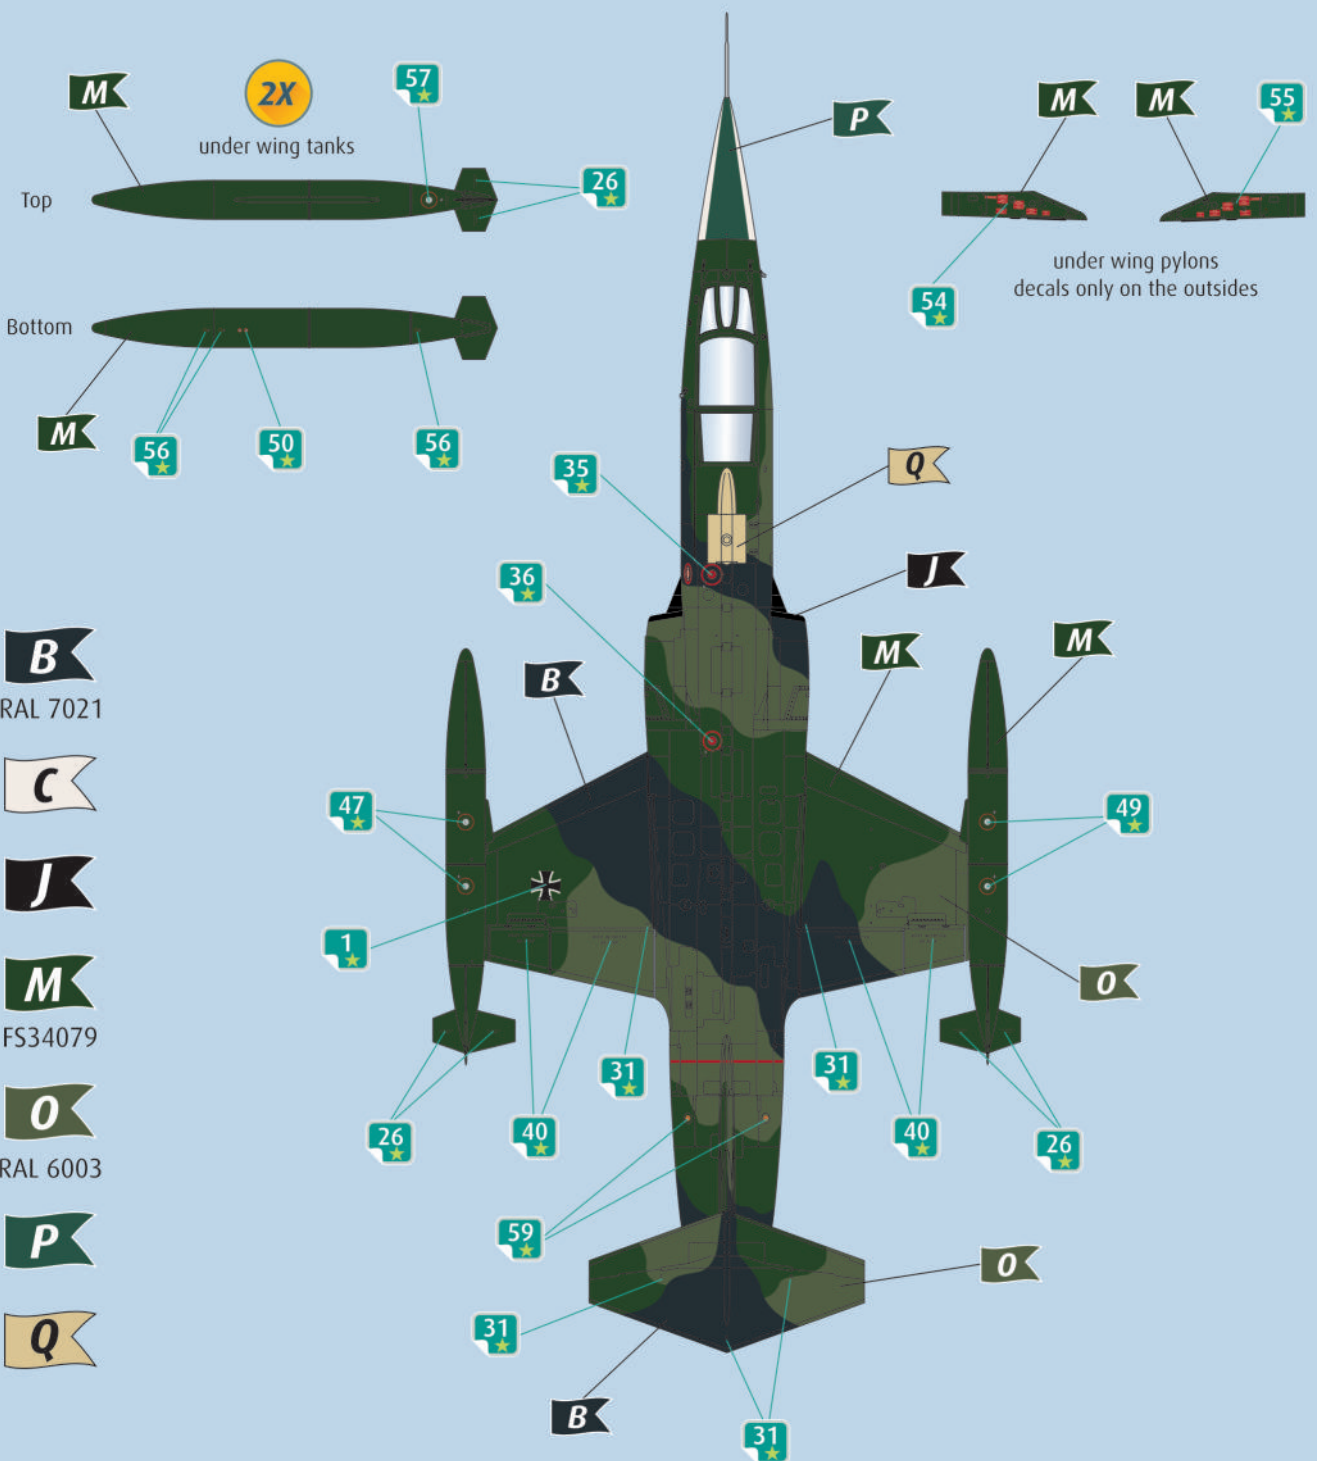 M
2X
57
P
M
M
55
under wing tanks
Top
26
under wing pylons
decals only on the outsides
54
Bottom
M
56
50
56
35
Q
36
J
B
RAL 7021
B
M
M
C
47
49
J
1
M
FS34079
O
31
31
O
RAL 6003
26
40
40
26
P
59
O
Q
31
B
31